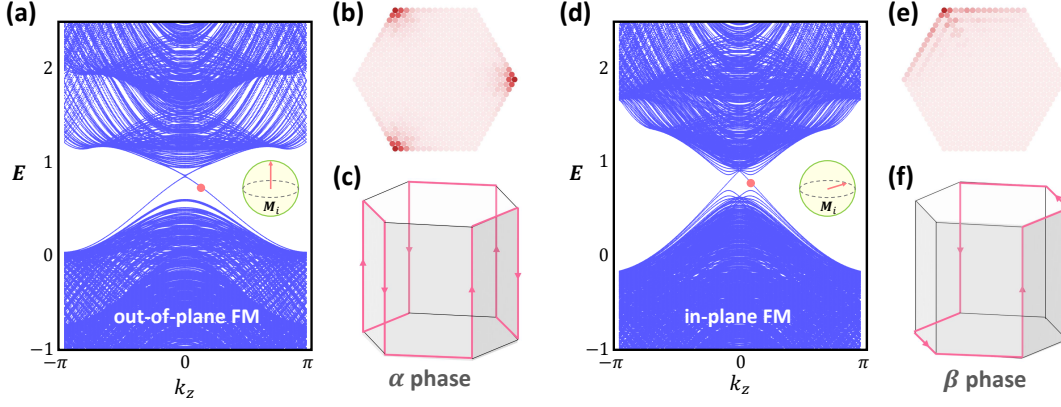 (a)
2
1
E
0
−1
−π
0
π
k_z
M_i
out-of-plane FM
(b)
(c)
α phase
(d)
2
1
E
0
−1
−π
0
π
k_z
M_i
in-plane FM
(e)
(f)
β phase